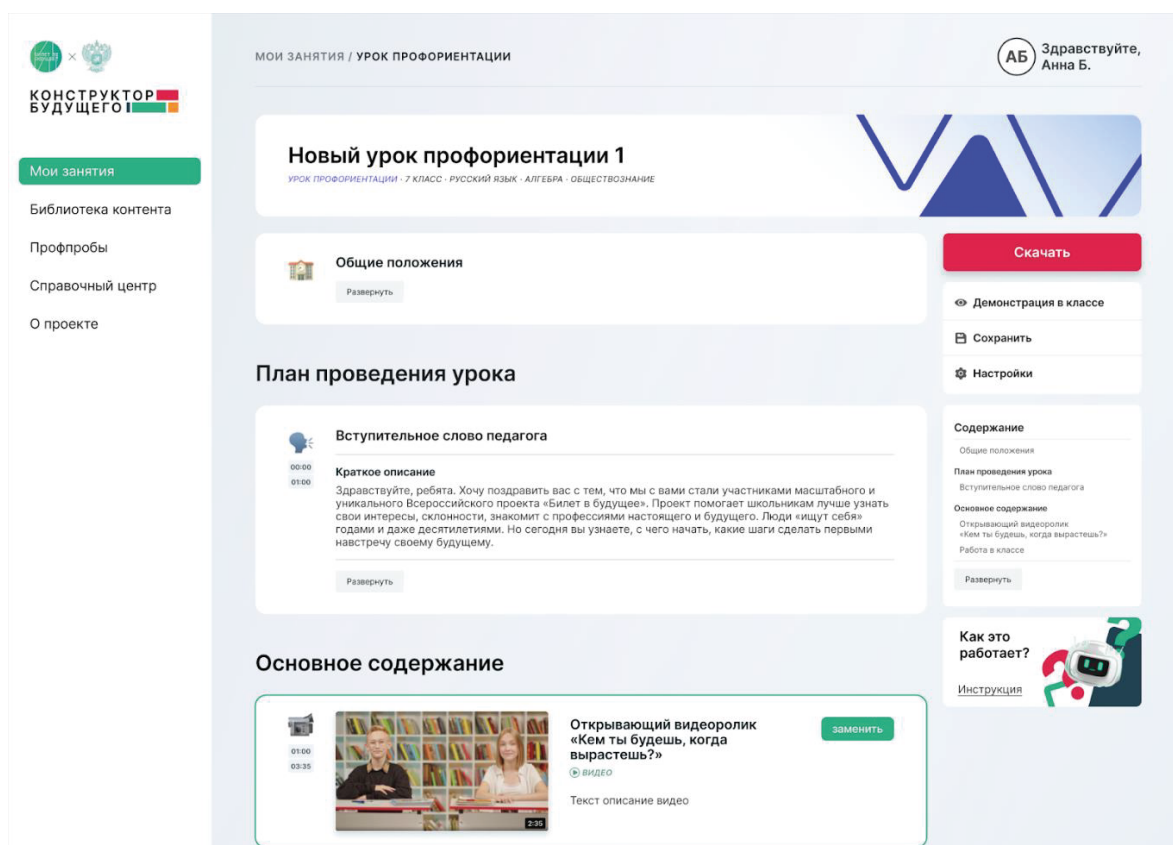 ×
КОНСТРУКТОР
БУДУЩЕГО
Мои занятия
Библиотека контента
Профпробы
Справочный центр
О проекте
МОИ ЗАНЯТИЯ / УРОК ПРОФОРИЕНТАЦИИ
АБ
Здравствуйте,
Анна Б.
Новый урок профориентации 1
УРОК ПРОФОРИЕНТАЦИИ · 7 КЛАСС · РУССКИЙ ЯЗЫК · АЛГЕБРА · ОБЩЕСТВОЗНАНИЕ
Общие положения
Развернуть
План проведения урока
Вступительное слово педагога
00:00
01:00
Краткое описание
Здравствуйте, ребята. Хочу поздравить вас с тем, что мы с вами стали участниками масштабного и
уникального Всероссийского проекта «Билет в будущее». Проект помогает школьникам лучше узнать
свои интересы, склонности, знакомит с профессиями настоящего и будущего. Люди «ищут себя»
годами и даже десятилетиями. Но сегодня вы узнаете, с чего начать, какие шаги сделать первыми
навстречу своему будущему.
Развернуть
Основное содержание
01:00
03:35
2:35
Открывающий видеоролик
«Кем ты будешь, когда
вырастешь?»
ВИДЕО
Текст описание видео
заменить
Скачать
Демонстрация в классе
Сохранить
Настройки
Содержание
Общие положения
План проведения урока
Вступительное слово педагога
Основное содержание
Открывающий видеоролик
«Кем ты будешь, когда вырастешь?»
Работа в классе
Развернуть
Как это
работает?
Инструкция